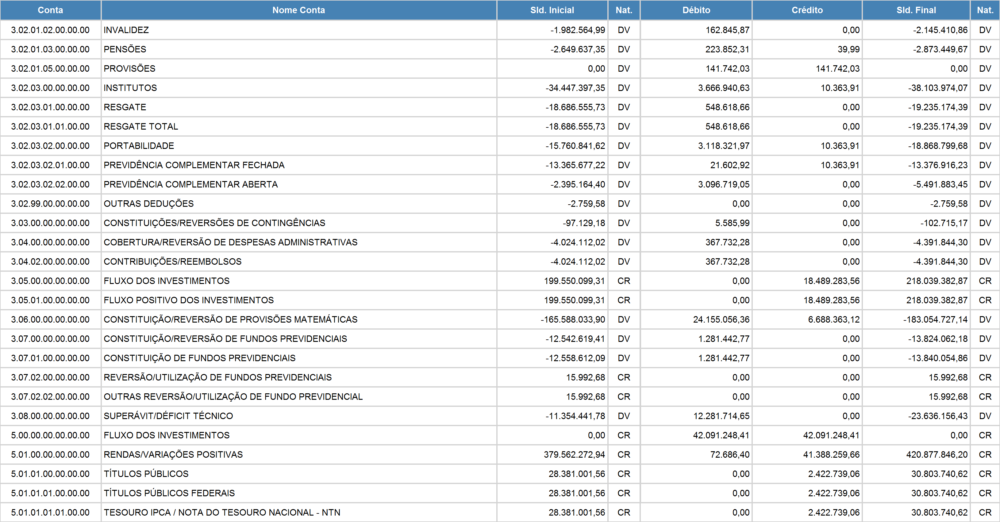 Conta Nome Conta Sld. Inicial Nat. Débito Crédito Sld. Final Nat.
3.02.01.02.00.00.00 INVALIDEZ -1.982.564,99 DV 162.845,87 0,00 -2.145.410,86 DV
3.02.01.03.00.00.00 PENSÕES -2.649.637,35 DV 223.852,31 39,99 -2.873.449,67 DV
3.02.01.05.00.00.00 PROVISÕES 0,00 DV 141.742,03 141.742,03 0,00 DV
3.02.03.00.00.00.00 INSTITUTOS -34.447.397,35 DV 3.666.940,63 10.363,91 -38.103.974,07 DV
3.02.03.01.00.00.00 RESGATE -18.686.555,73 DV 548.618,66 0,00 -19.235.174,39 DV
3.02.03.01.01.00.00 RESGATE TOTAL -18.686.555,73 DV 548.618,66 0,00 -19.235.174,39 DV
3.02.03.02.00.00.00 PORTABILIDADE -15.760.841,62 DV 3.118.321,97 10.363,91 -18.868.799,68 DV
3.02.03.02.01.00.00 PREVIDÊNCIA COMPLEMENTAR FECHADA -13.365.677,22 DV 21.602,92 10.363,91 -13.376.916,23 DV
3.02.03.02.02.00.00 PREVIDÊNCIA COMPLEMENTAR ABERTA -2.395.164,40 DV 3.096.719,05 0,00 -5.491.883,45 DV
3.02.99.00.00.00.00 OUTRAS DEDUÇÕES -2.759,58 DV 0,00 0,00 -2.759,58 DV
3.03.00.00.00.00.00 CONSTITUIÇÕES/REVERSÕES DE CONTINGÊNCIAS -97.129,18 DV 5.585,99 0,00 -102.715,17 DV
3.04.00.00.00.00.00 COBERTURA/REVERSÃO DE DESPESAS ADMINISTRATIVAS -4.024.112,02 DV 367.732,28 0,00 -4.391.844,30 DV
3.04.02.00.00.00.00 CONTRIBUIÇÕES/REEMBOLSOS -4.024.112,02 DV 367.732,28 0,00 -4.391.844,30 DV
3.05.00.00.00.00.00 FLUXO DOS INVESTIMENTOS 199.550.099,31 CR 0,00 18.489.283,56 218.039.382,87 CR
3.05.01.00.00.00.00 FLUXO POSITIVO DOS INVESTIMENTOS 199.550.099,31 CR 0,00 18.489.283,56 218.039.382,87 CR
3.06.00.00.00.00.00 CONSTITUIÇÃO/REVERSÃO DE PROVISÕES MATEMÁTICAS -165.588.033,90 DV 24.155.056,36 6.688.363,12 -183.054.727,14 DV
3.07.00.00.00.00.00 CONSTITUIÇÃO/REVERSÃO DE FUNDOS PREVIDENCIAIS -12.542.619,41 DV 1.281.442,77 0,00 -13.824.062,18 DV
3.07.01.00.00.00.00 CONSTITUIÇÃO DE FUNDOS PREVIDENCIAIS -12.558.612,09 DV 1.281.442,77 0,00 -13.840.054,86 DV
3.07.02.00.00.00.00 REVERSÃO/UTILIZAÇÃO DE FUNDOS PREVIDENCIAIS 15.992,68 CR 0,00 0,00 15.992,68 CR
3.07.02.02.00.00.00 OUTRAS REVERSÃO/UTILIZAÇÃO DE FUNDO PREVIDENCIAL 15.992,68 CR 0,00 0,00 15.992,68 CR
3.08.00.00.00.00.00 SUPERÁVIT/DÉFICIT TÉCNICO -11.354.441,78 DV 12.281.714,65 0,00 -23.636.156,43 DV
5.00.00.00.00.00.00 FLUXO DOS INVESTIMENTOS 0,00 CR 42.091.248,41 42.091.248,41 0,00 CR
5.01.00.00.00.00.00 RENDAS/VARIAÇÕES POSITIVAS 379.562.272,94 CR 72.686,40 41.388.259,66 420.877.846,20 CR
5.01.01.00.00.00.00 TÍTULOS PÚBLICOS 28.381.001,56 CR 0,00 2.422.739,06 30.803.740,62 CR
5.01.01.01.00.00.00 TÍTULOS PÚBLICOS FEDERAIS 28.381.001,56 CR 0,00 2.422.739,06 30.803.740,62 CR
5.01.01.01.01.00.00 TESOURO IPCA / NOTA DO TESOURO NACIONAL - NTN 28.381.001,56 CR 0,00 2.422.739,06 30.803.740,62 CR